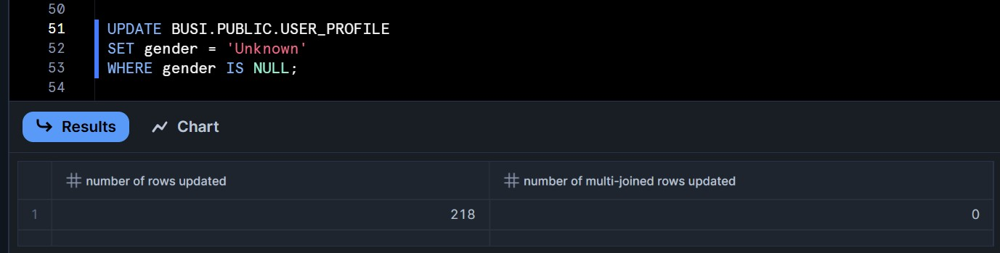 50
51 UPDATE BUSI.PUBLIC.USER_PROFILE
52 SET gender = 'Unknown'
53 WHERE gender IS NULL;
54
Results Chart
number of rows updated number of multi-joined rows updated
1 218 0